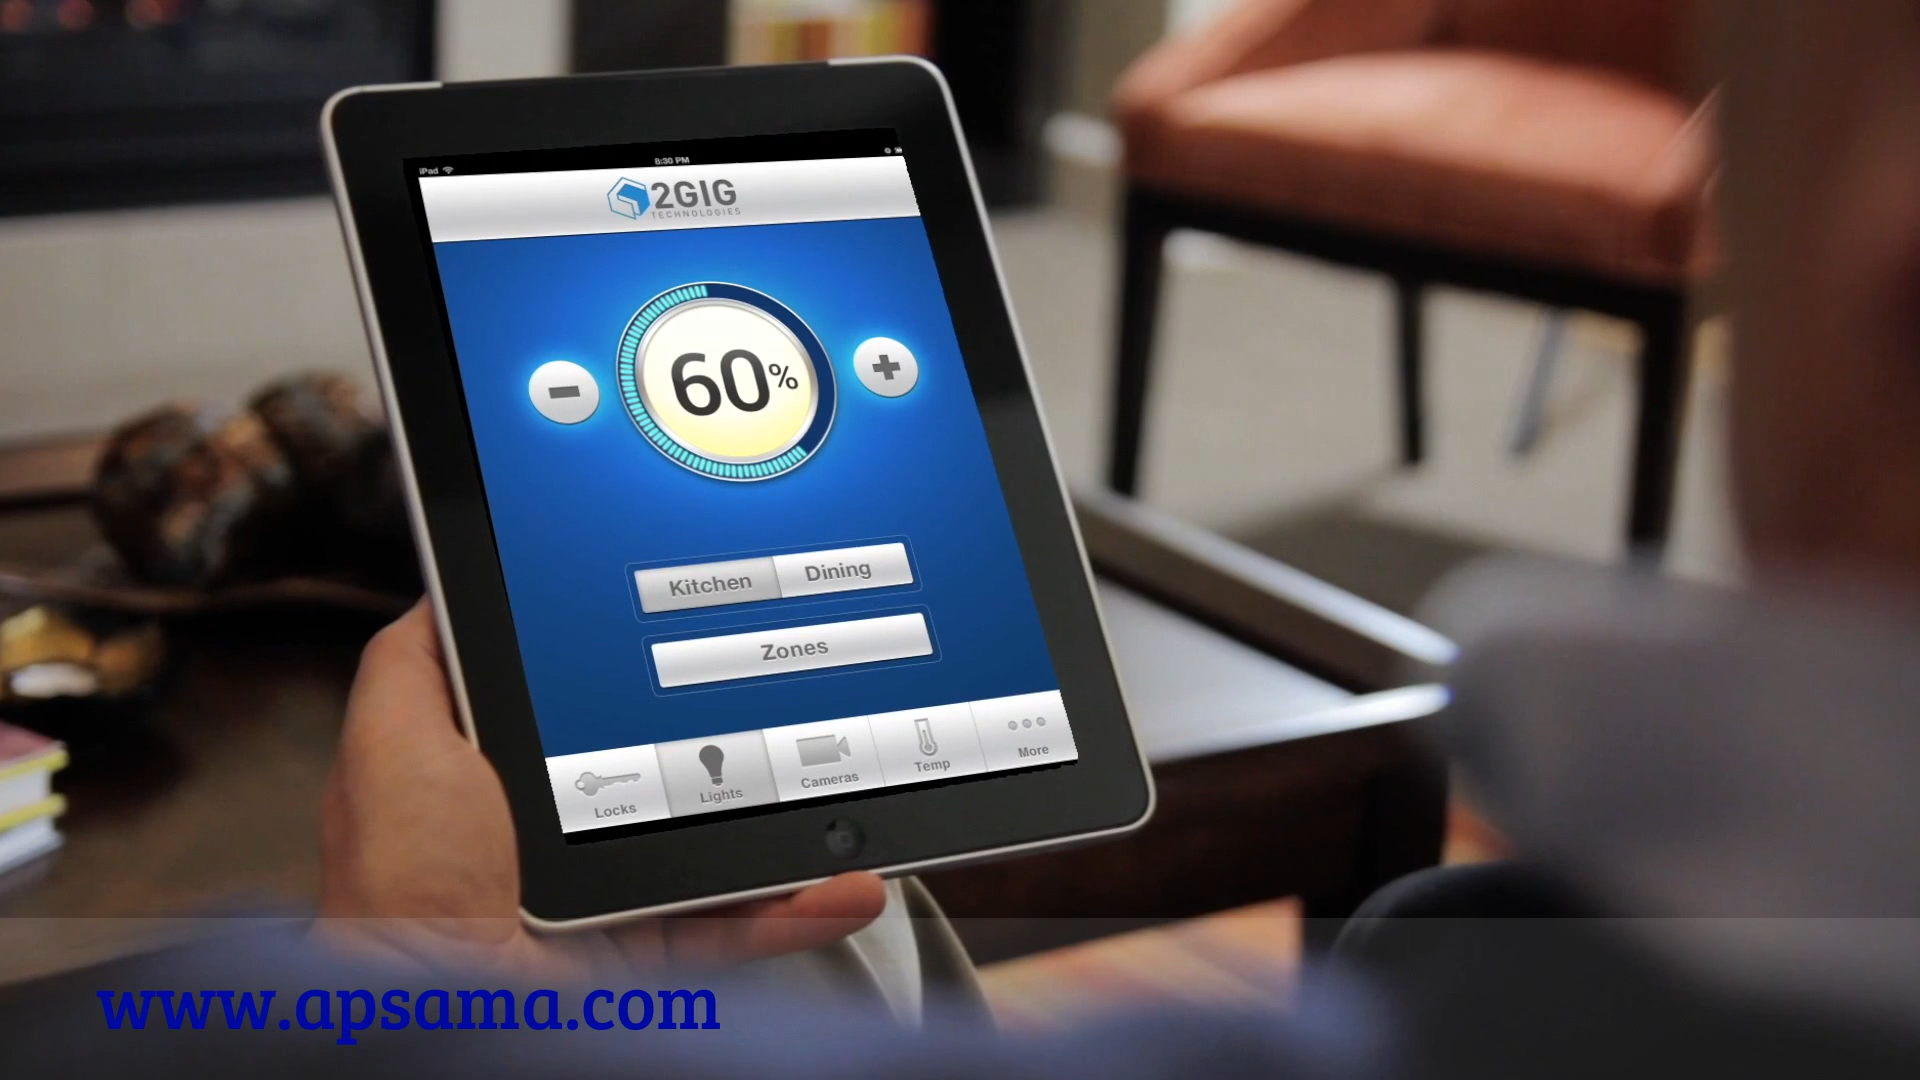 iPad
8:30 PM
2GIG
TECHNOLOGIES
60%
Kitchen Dining
Zones
Locks Lights Cameras Temp More
www.apsama.com